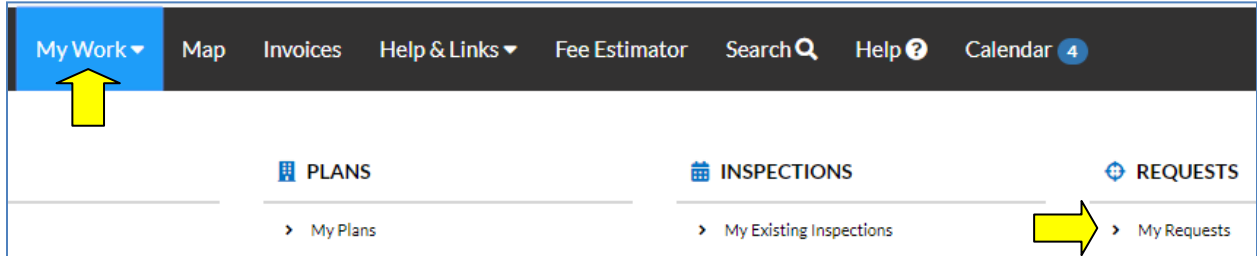 My Work Map Invoices Help & Links Fee Estimator Search Help Calendar 4
PLANS INSPECTIONS REQUESTS
My Plans My Existing Inspections My Requests